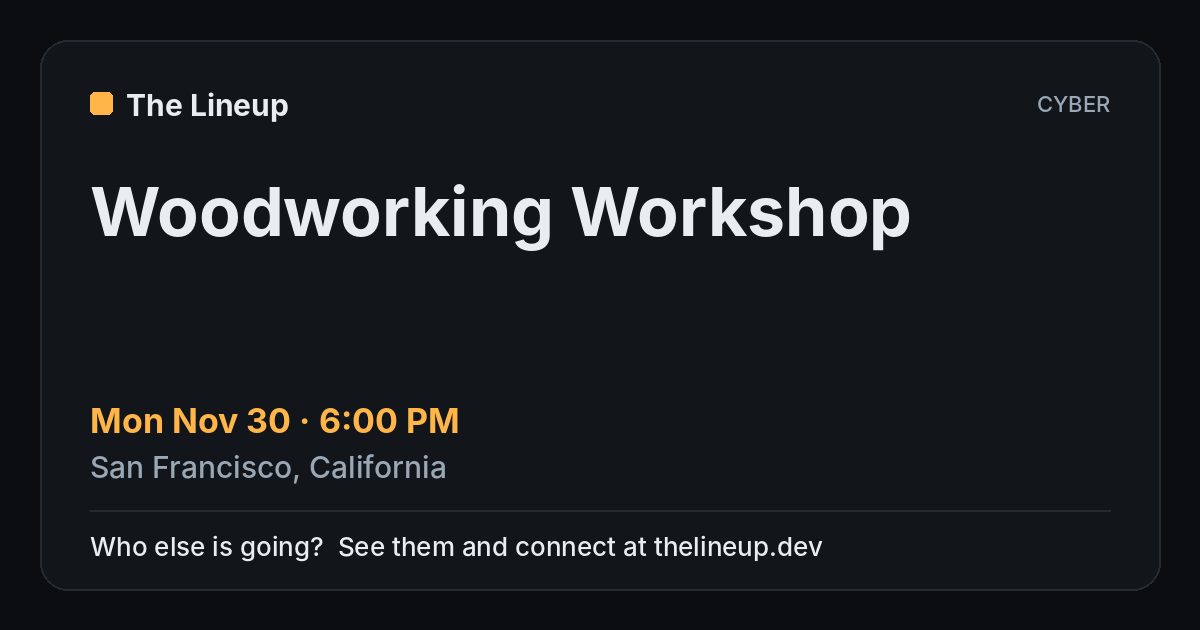 The Lineup
CYBER
Woodworking Workshop
Mon Nov 30 · 6:00 PM
San Francisco, California
Who else is going? See them and connect at thelineup.dev